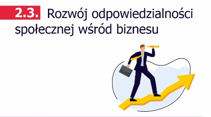 2.3. Rozwój odpowiedzialności
społecznej wśród biznesu